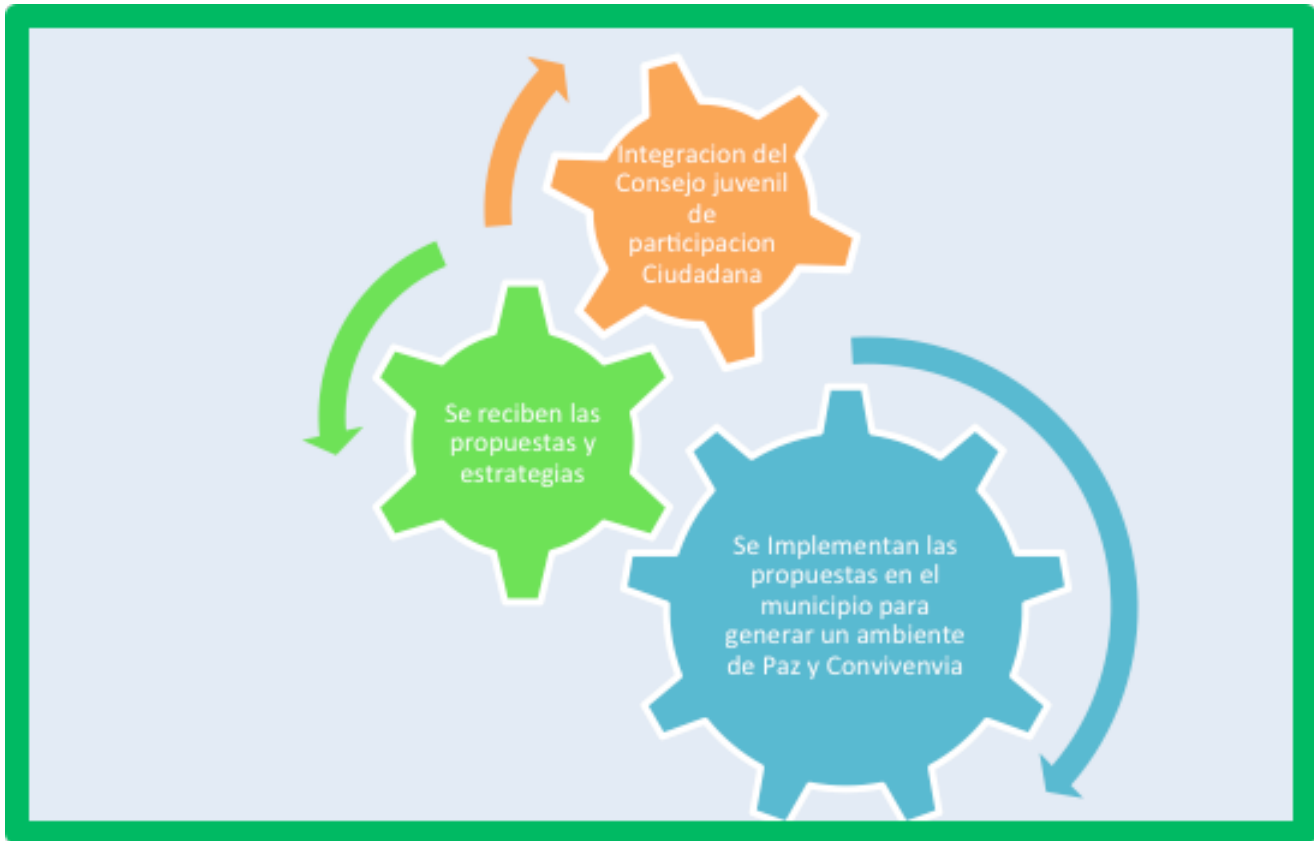 Integracion del
Consejo juvenil
de
participacion
Ciudadana
Se reciben las
propuestas y
estrategias
Se Implementan las
propuestas en el
municipio para
generar un ambiente
de Paz y Convivenvia